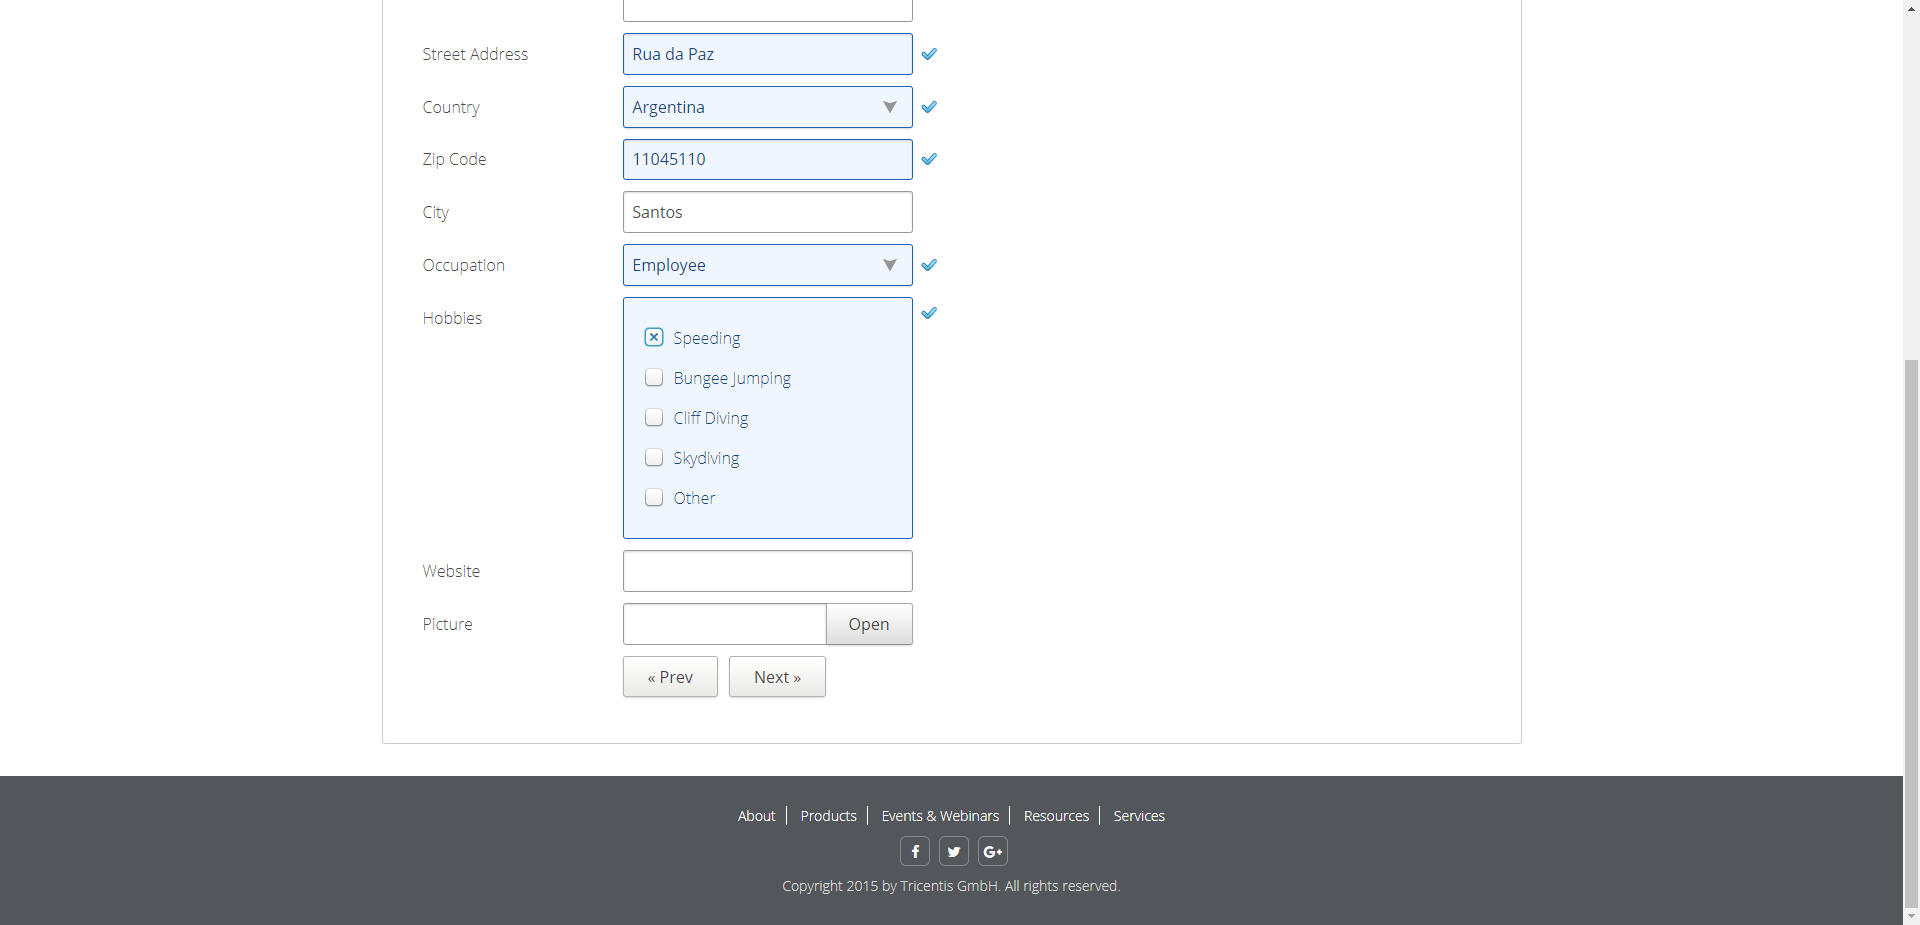 Street Address
Rua da Paz
Country
Argentina
Zip Code
11045110
City
Santos
Occupation
Employee
Hobbies
Speeding
Bungee Jumping
Cliff Diving
Skydiving
Other
Website
Picture
Open
« Prev
Next »
About
Products
Events & Webinars
Resources
Services
f
G+
Copyright 2015 by Tricentis GmbH. All rights reserved.